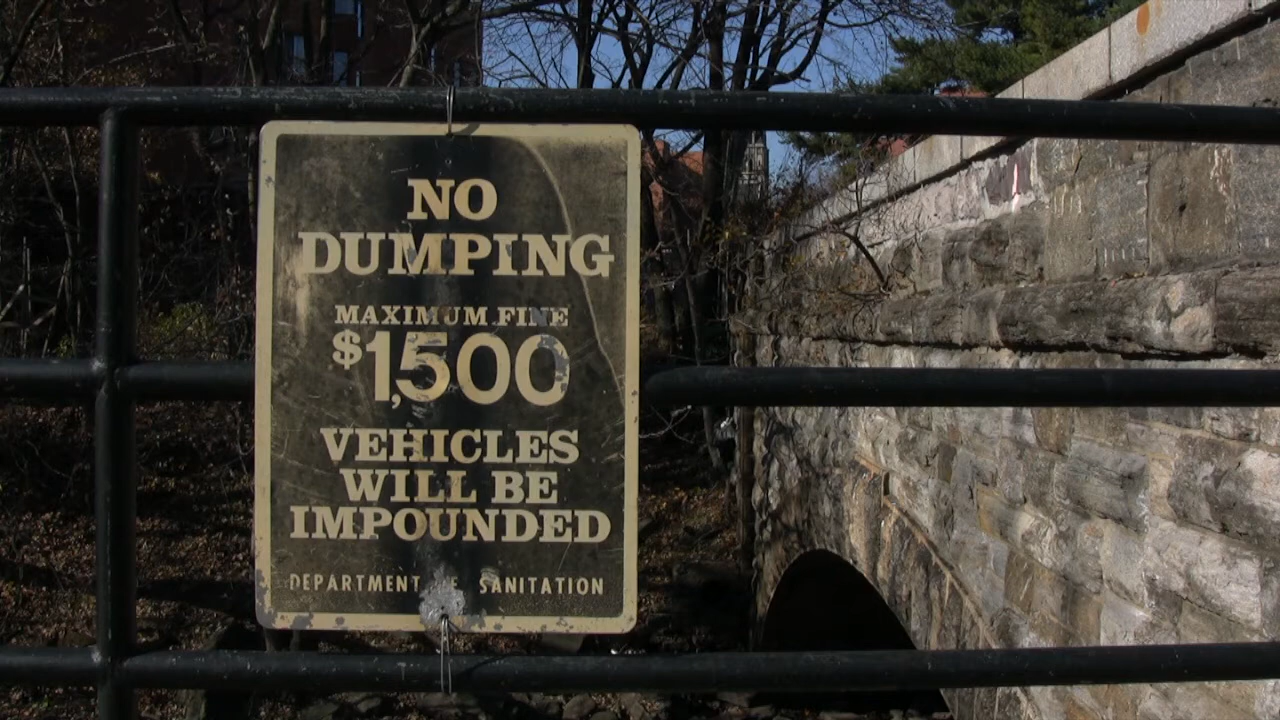 NO
DUMPING
MAXIMUM FINE
$1,500
VEHICLES
WILL BE
IMPOUNDED
DEPARTMENT SANITATION